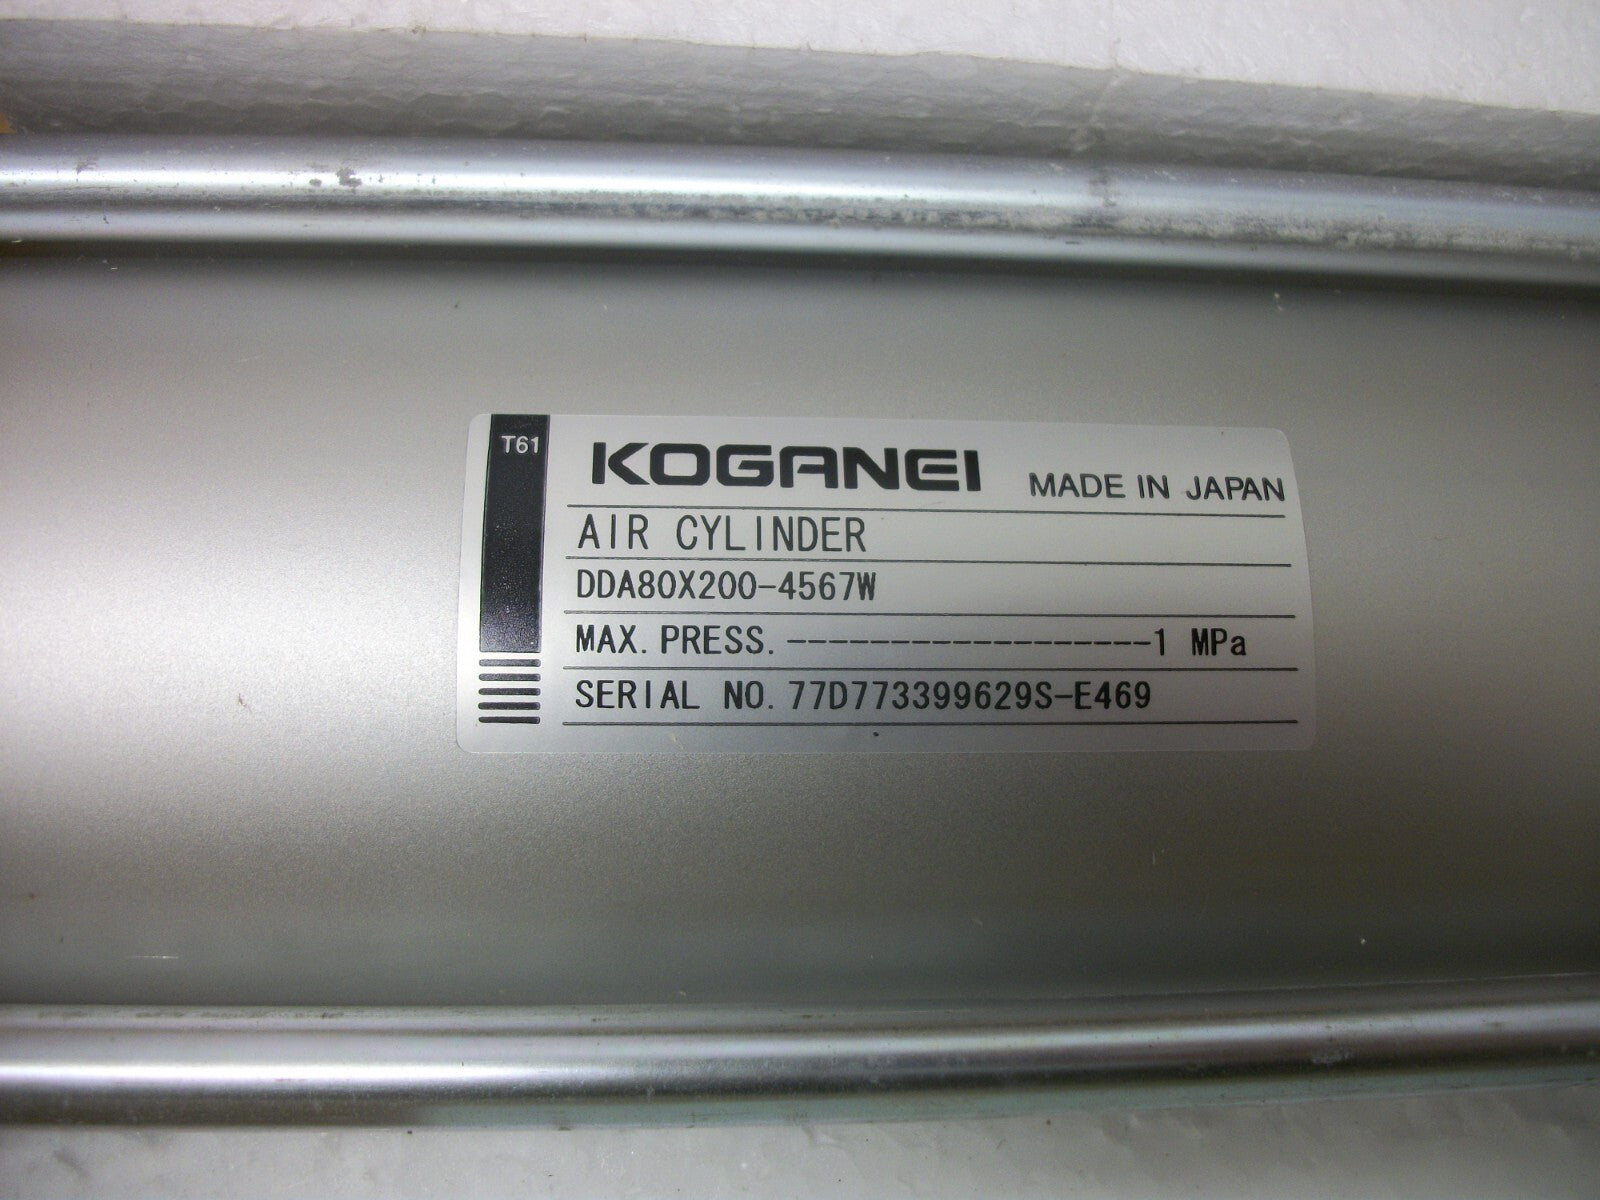 T61
KOGANEI MADE IN JAPAN
AIR CYLINDER
DDA80X200-4567W
MAX. PRESS. -------------------1 MPa
SERIAL NO. 77D773399629S-E469